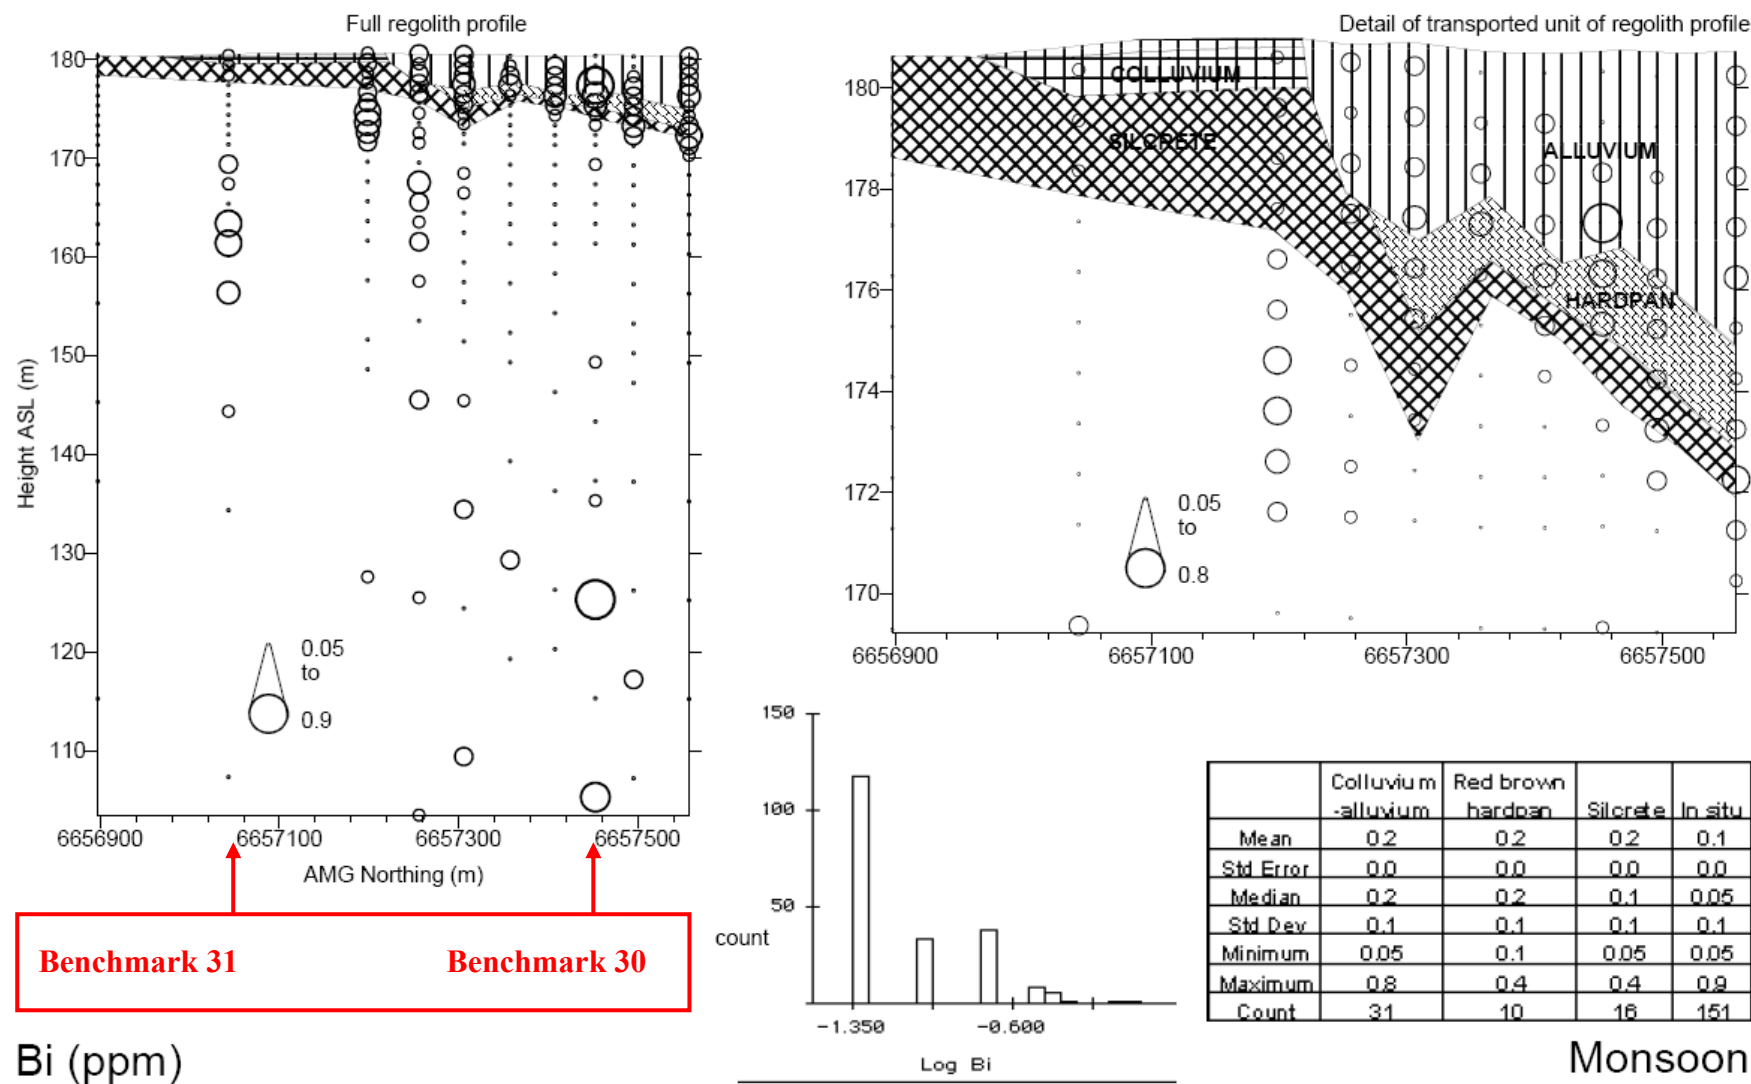 Full regolith profile
180
170
160
150
140
130
120
110
Height ASL (m)
0.05
to
0.9
6656900
6657100
6657300
6657500
AMG Northing (m)
Benchmark 31
Benchmark 30
Bi (ppm)
Detail of transported unit of regolith profile
180
178
176
174
172
170
COLLUVIUM
SILCRETE
ALLUVIUM
HARDPAN
0.05
to
0.8
6656900
6657100
6657300
6657500
150
100
50
count
-1.350
-0.600
Log Bi
Colluvium -alluvium Red brown hardpan Silcrete In situ
Mean 0.2 0.2 0.2 0.1
Std Error 0.0 0.0 0.0 0.0
Median 0.2 0.2 0.1 0.05
Std Dev 0.1 0.1 0.1 0.1
Minimum 0.05 0.1 0.05 0.05
Maximum 0.8 0.4 0.4 0.9
Count 31 10 16 151
Monsoon